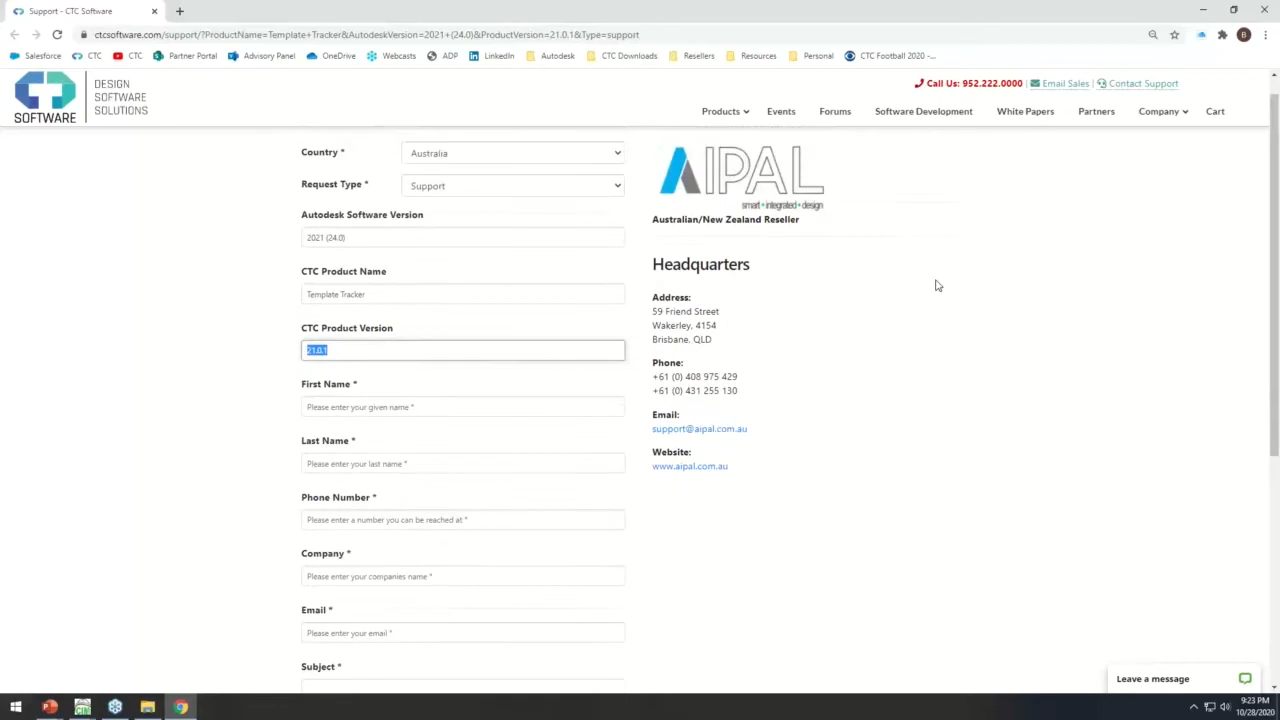 Support - CTC Software
ctcsoftware.com/support/?ProductName=Template+Tracker&AutodeskVersion=2021+(24.0)&ProductVersion=21.0.1&Type=support
B
Salesforce CTC CTC Partner Portal Advisory Panel OneDrive Webcasts ADP LinkedIn Autodesk CTC Downloads Resellers Resources Personal CTC Football 2020 -...
SOFTWARE
DESIGN
SOFTWARE
SOLUTIONS
Call Us: 952.222.0000 | Email Sales | Contact Support
Products Events Forums Software Development White Papers Partners Company Cart
Country * Australia
Request Type * Support
Autodesk Software Version
2021 (24.0)
CTC Product Name
Template Tracker
CTC Product Version
21.0.1
First Name *
Please enter your given name *
Last Name *
Please enter your last name *
Phone Number *
Please enter a number you can be reached at *
Company *
Please enter your companies name *
Email *
Please enter your email *
Subject *
AIPAL
smart•integrated•design
Australian/New Zealand Reseller
Headquarters
Address:
59 Friend Street
Wakerley, 4154
Brisbane. QLD
Phone:
+61 (0) 408 975 429
+61 (0) 431 255 130
Email:
support@aipal.com.au
Website:
www.aipal.com.au
Leave a message
9:23 PM
10/28/2020